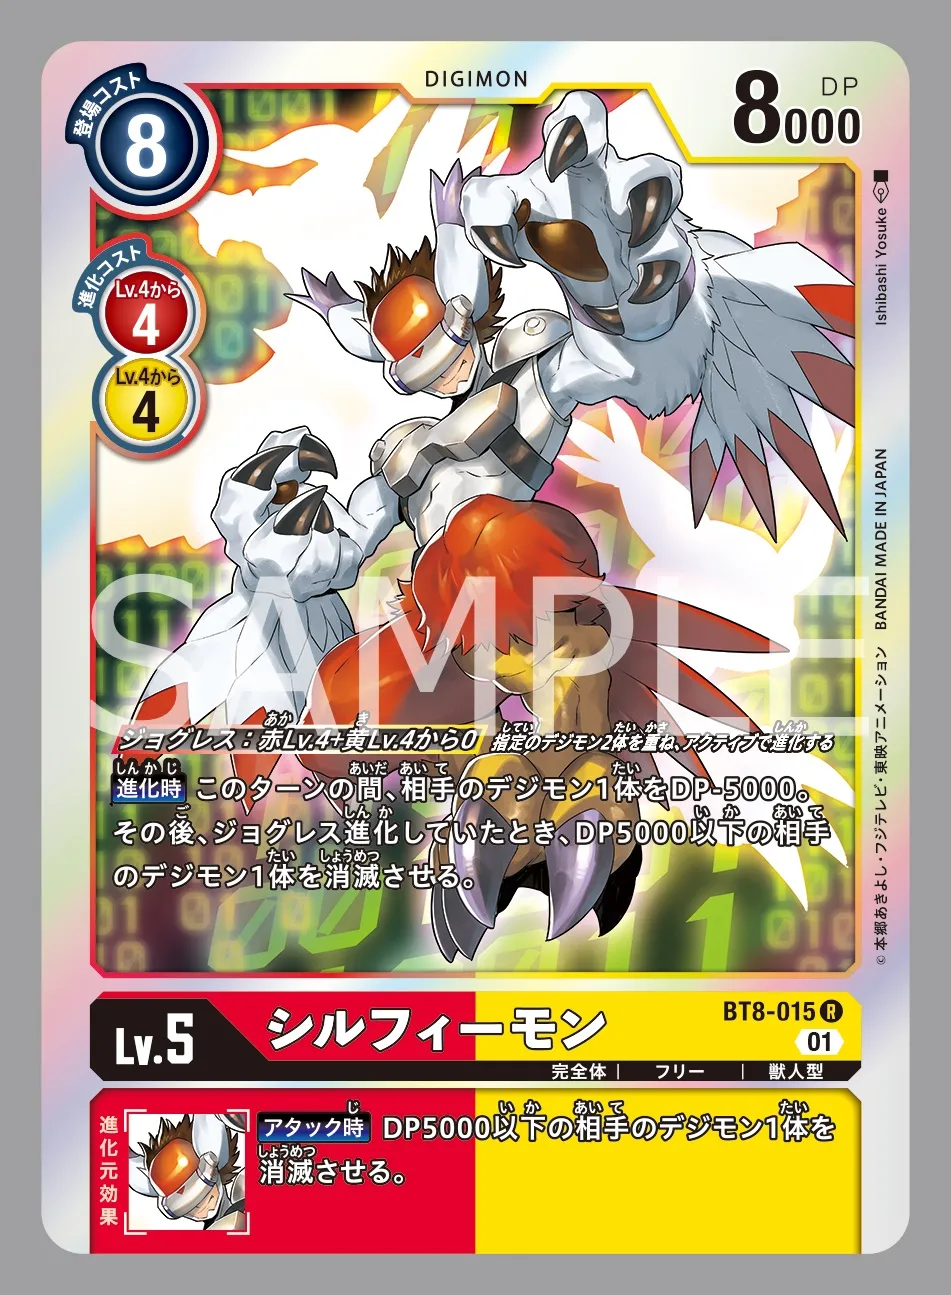 DIGIMON
登場コスト
8
DP
8000
進化コスト
Lv.4から
4
Lv.4から
4
Ishibashi Yosuke
BANDAI MADE IN JAPAN
©本郷あきよし・フジテレビ・東映アニメーション
SAMPLE
ジョグレス：赤Lv.4+黄Lv.4から0 指定のデジモン2体を重ね、アクティブで進化する
進化時 このターンの間、相手のデジモン1体をDP-5000。
その後、ジョグレス進化していたとき、DP5000以下の相手
のデジモン1体を消滅させる。
BT8-015 R
01
Lv.5
シルフィーモン
完全体 | フリー | 獣人型
進化元効果
アタック時 DP5000以下の相手のデジモン1体を
消滅させる。